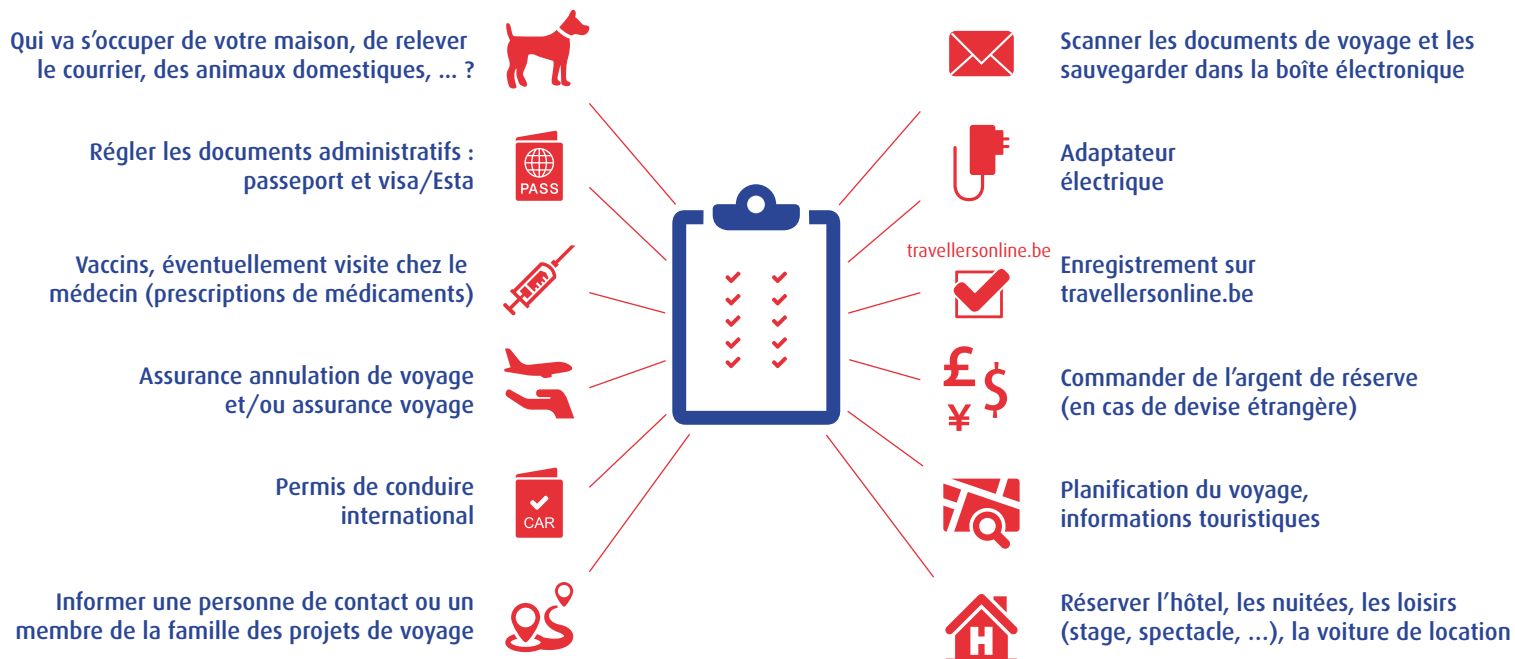 Qui va s'occuper de votre maison, de relever
le courrier, des animaux domestiques, ... ?
Régler les documents administratifs :
passeport et visa/Esta
PASS
Vaccins, éventuellement visite chez le
médecin (prescriptions de médicaments)
Assurance annulation de voyage
et/ou assurance voyage
Permis de conduire
international
CAR
Informer une personne de contact ou un
membre de la famille des projets de voyage
Scanner les documents de voyage et les
sauvegarder dans la boîte électronique
Adaptateur
électrique
travellersonline.be
Enregistrement sur
travellersonline.be
£ $
¥
Commander de l'argent de réserve
(en cas de devise étrangère)
Planification du voyage,
informations touristiques
H
Réserver l'hôtel, les nuitées, les loisirs
(stage, spectacle, ...), la voiture de location